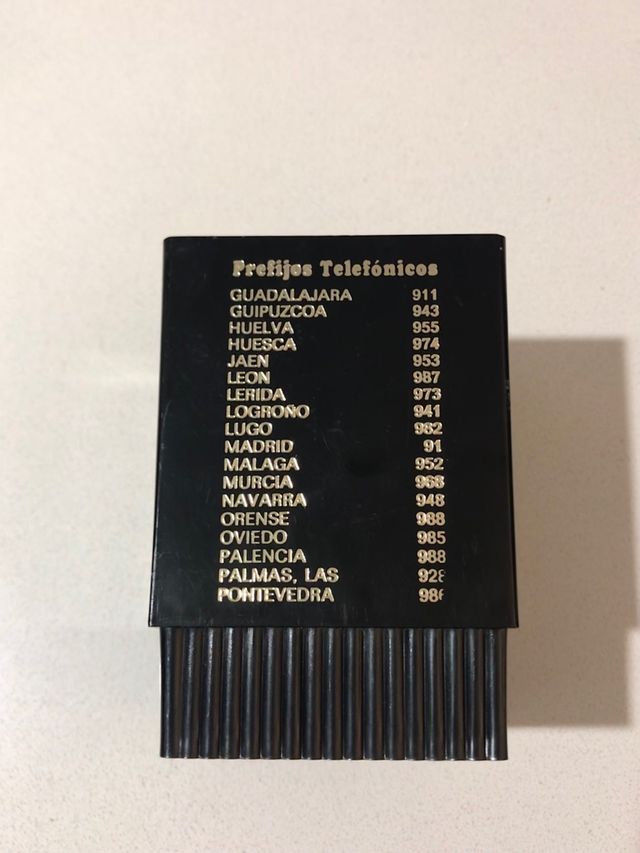 Prefijos Telefónicos
GUADALAJARA 911
GUIPUZCOA 943
HUELVA 955
HUESCA 974
JAEN 953
LEON 987
LERIDA 973
LOGROÑO 941
LUGO 982
MADRID 91
MALAGA 952
MURCIA 968
NAVARRA 948
ORENSE 988
OVIEDO 985
PALENCIA 988
PALMAS, LAS 928
PONTEVEDRA 986